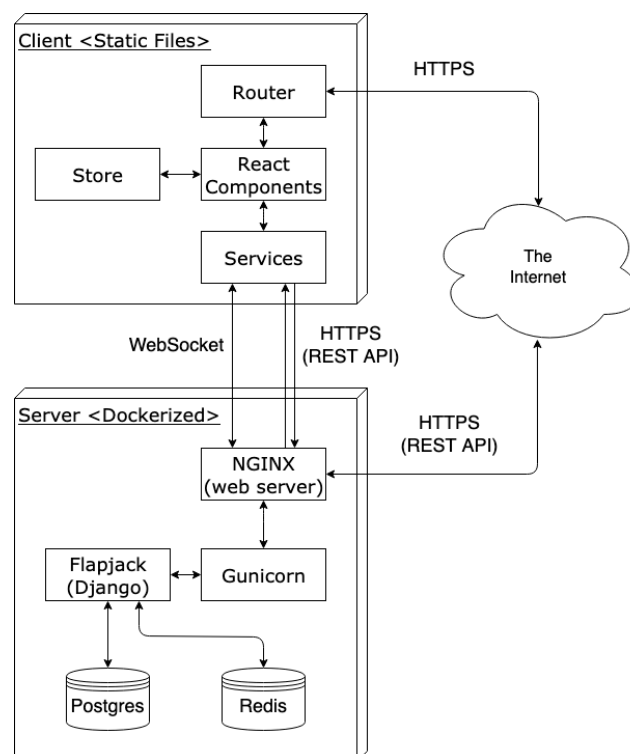 Client <Static Files>
HTTPS
Router
Store
React
Components
The
Internet
Services
WebSocket
HTTPS
(REST API)
Server <Dockerized>
HTTPS
(REST API)
NGINX
(web server)
Flapjack
(Django)
Gunicorn
Postgres
Redis